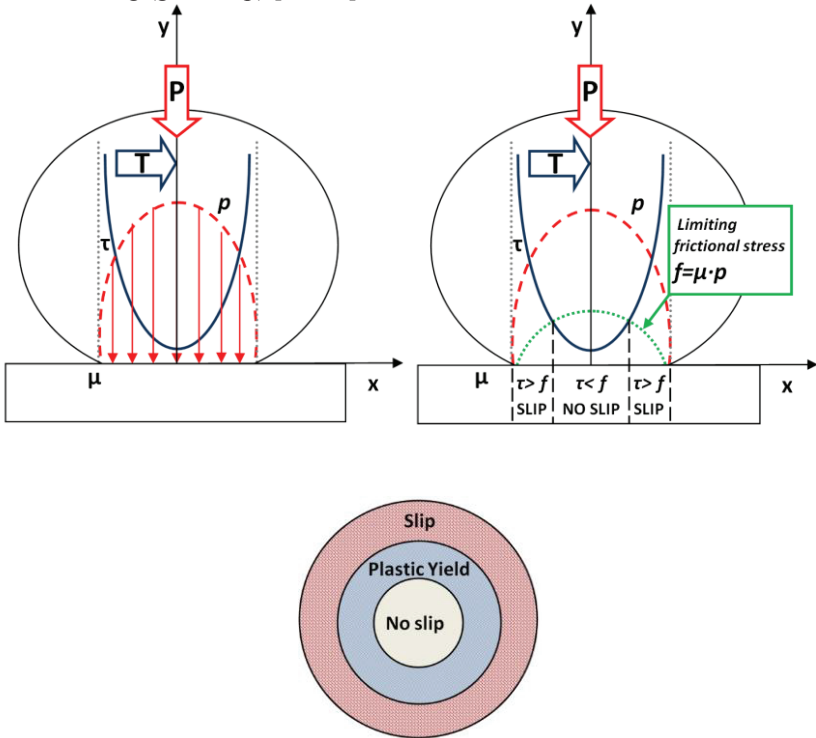 y
P
T
p
τ
μ
x
y
P
T
p
τ
Limiting
frictional stress
f=μ·p
μ
x
τ> f
τ< f
τ> f
SLIP
NO SLIP
SLIP
Slip
Plastic Yield
No slip